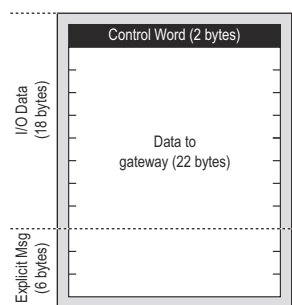 Control Word (2 bytes)
I/O Data
(18 bytes)
Data to
gateway (22 bytes)
Explicit Msg
(6 bytes)